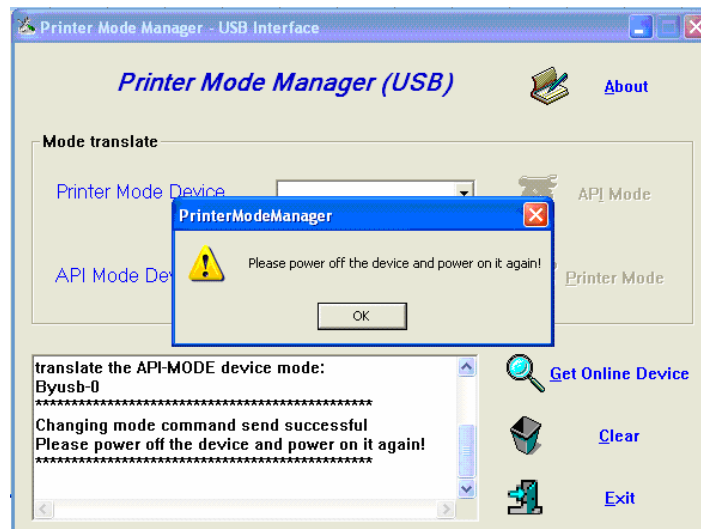 Printer Mode Manager - USB Interface
Printer Mode Manager (USB)
About
Mode translate
Printer Mode Device
API Mode
PrinterModeManager
Please power off the device and power on it again!
OK
API Mode De
Printer Mode
translate the API-MODE device mode:
Byusb-0
***********************************************
Changing mode command send successful
Please power off the device and power on it again!
***********************************************
Get Online Device
Clear
Exit